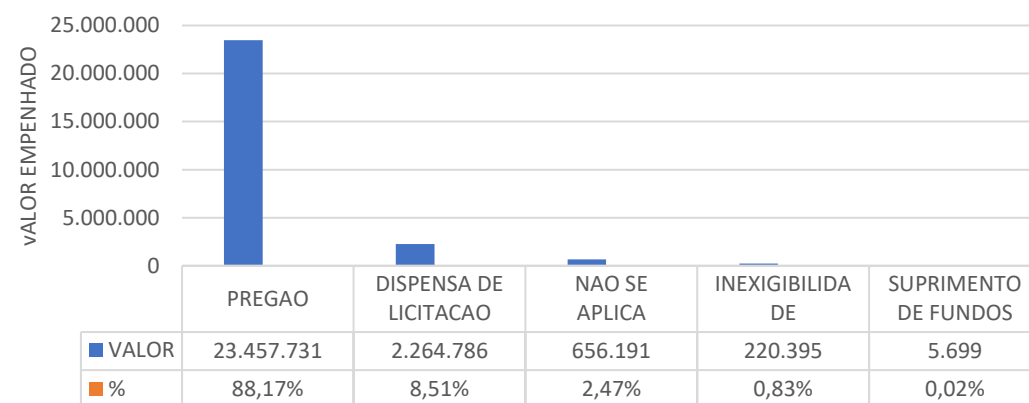 vALOR EMPENHADO
25.000.000
20.000.000
15.000.000
10.000.000
5.000.000
0
PREGAO
DISPENSA DE
LICITACAO
NAO SE
APLICA
INEXIGIBILIDA
DE
SUPRIMENTO
DE FUNDOS
VALOR 23.457.731 2.264.786 656.191 220.395 5.699
% 88,17% 8,51% 2,47% 0,83% 0,02%